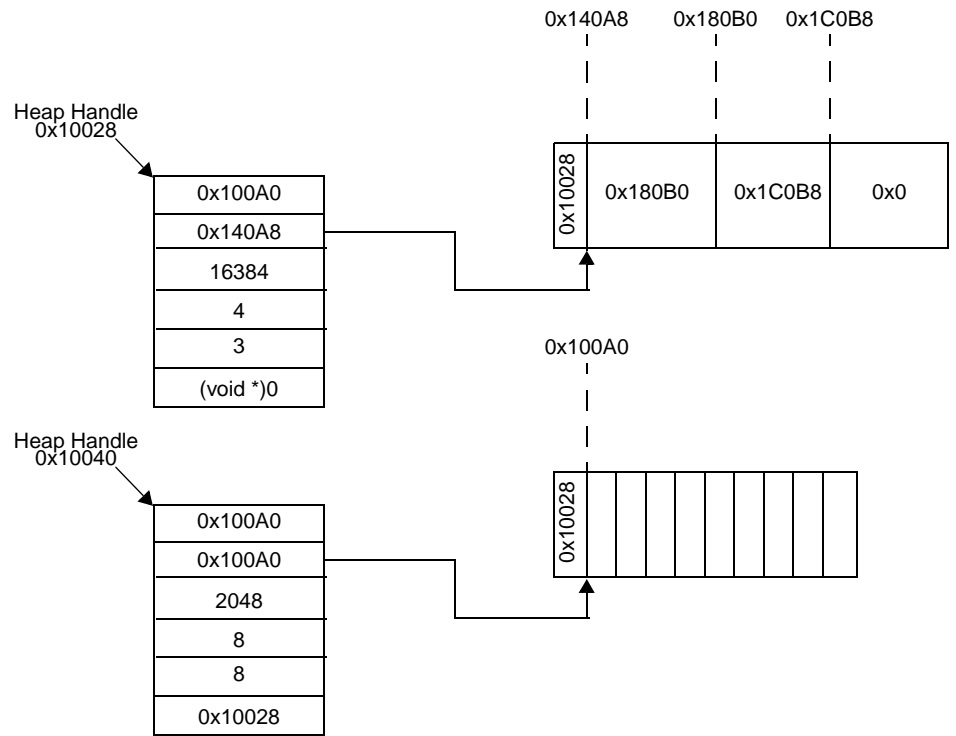 0x140A8 0x180B0 0x1C0B8
Heap Handle
0x10028
0x100A0
0x140A8
16384
4
3
(void *)0
0x10028
0x180B0
0x1C0B8
0x0
0x100A0
Heap Handle
0x10040
0x100A0
0x100A0
2048
8
8
0x10028
0x10028